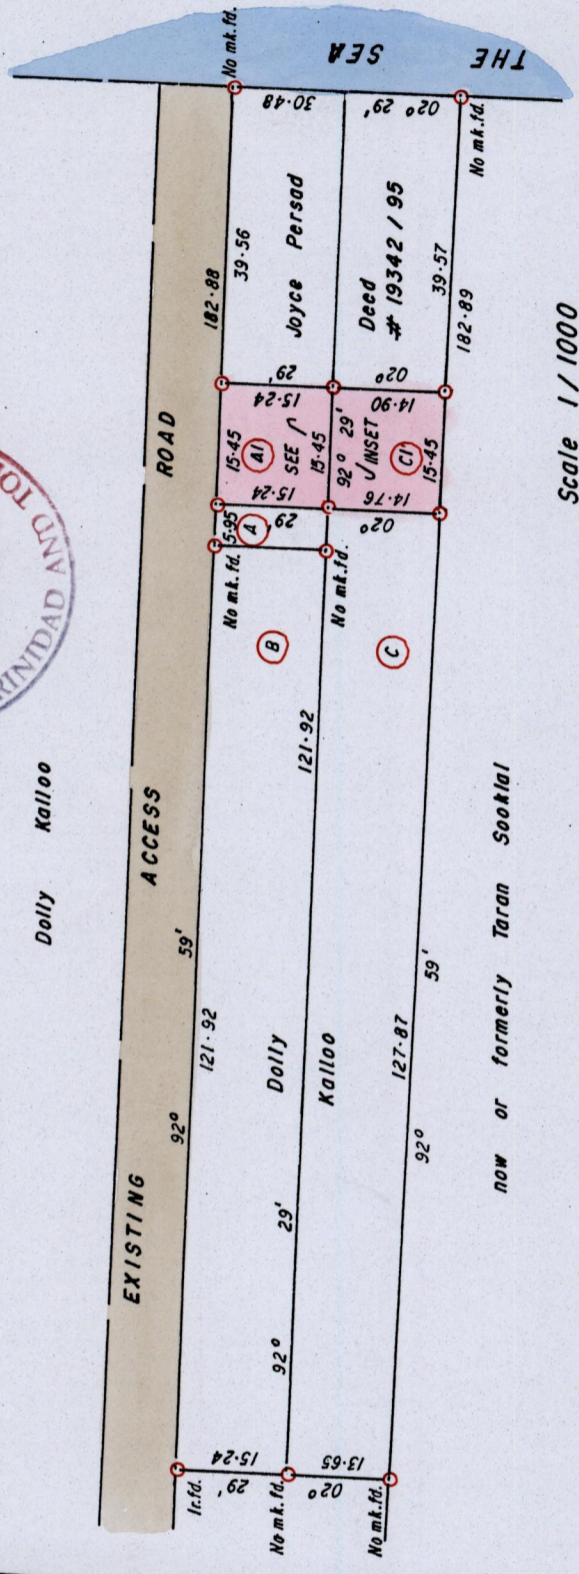 TRINIDAD AND TO
Dolly Kalloo
EXISTING ACCESS ROAD
THE SEA
No mk.fd.
182·88
39·56
30·48
Joyce Persad
02° 29'
Deed
# 19342 / 95
39·57
182·89
No mk.fd.
15·24
29'
14·90
02°
15·45
A1
SEE
15·45
92° 29'
INSET
C1
15·45
15·24
29'
14·76
02°
5·95
A
No mk.fd.
No mk.fd.
B
C
92° 59'
121·92
121·92
Dolly
Kalloo
92° 29'
127·87
92° 59'
Ir.fd.
15·24
29'
No mk.fd.
13·65
02°
No mk.fd.
now or formerly Taran Sooklal
Scale 1 / 1000